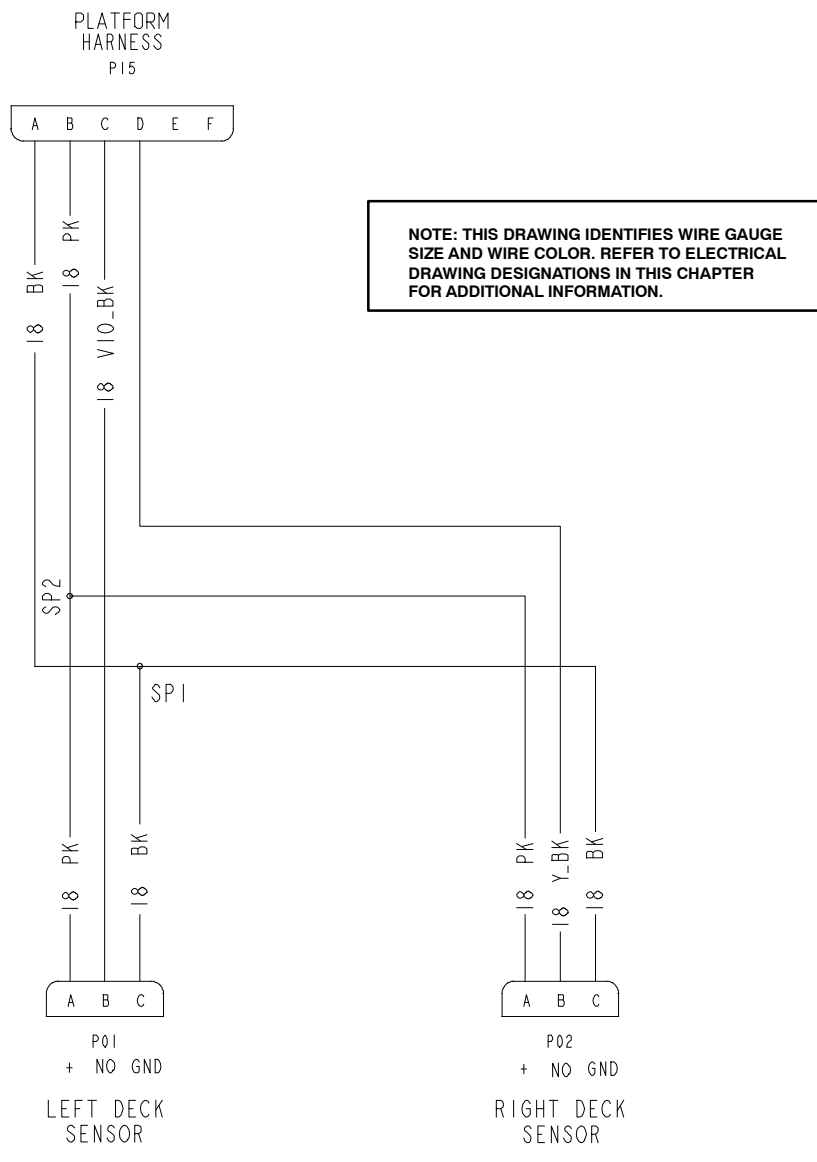 PLATFORM
HARNESS
P15
A B C D E F
18 BK
18 PK
18 VIO_BK
NOTE: THIS DRAWING IDENTIFIES WIRE GAUGE
SIZE AND WIRE COLOR. REFER TO ELECTRICAL
DRAWING DESIGNATIONS IN THIS CHAPTER
FOR ADDITIONAL INFORMATION.
SP2
SP1
18 PK
18 BK
18 PK
18 Y_BK
18 BK
A B C
P01
+ NO GND
LEFT DECK
SENSOR
A B C
P02
+ NO GND
RIGHT DECK
SENSOR